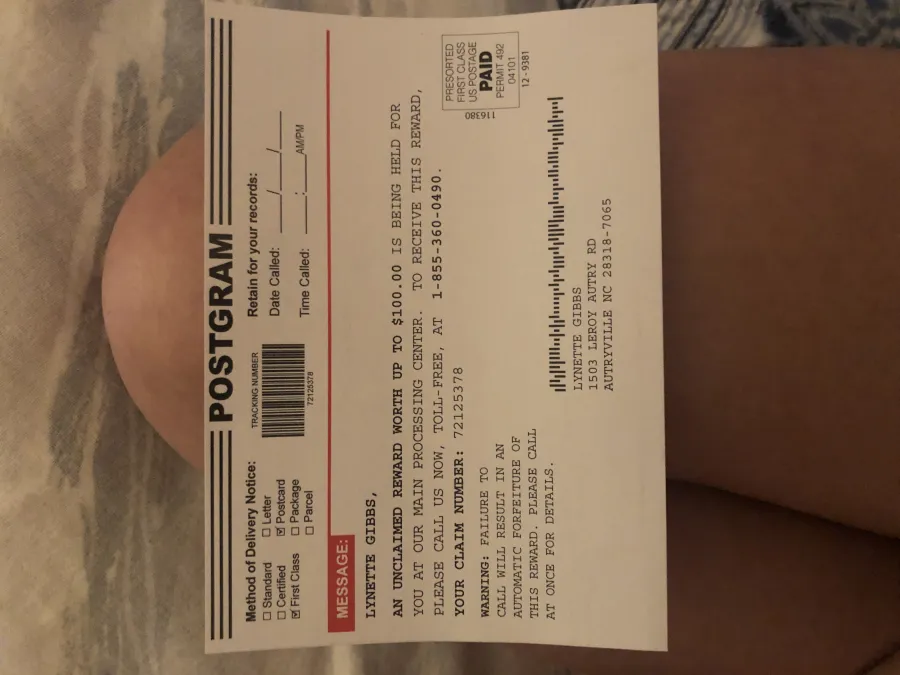 POSTGRAM
Method of Delivery Notice:
☐ Standard ☐ Letter
☐ Certified ☑ Postcard
☑ First Class ☐ Package
☐ Parcel
TRACKING NUMBER
72125378
Retain for your records:
Date Called: ____/____/____
Time Called: ____:____AM/PM
MESSAGE:
LYNETTE GIBBS,
AN UNCLAIMED REWARD WORTH UP TO $100.00 IS BEING HELD FOR
YOU AT OUR MAIN PROCESSING CENTER. TO RECEIVE THIS REWARD,
PLEASE CALL US NOW, TOLL-FREE, AT 1-855-360-0490.
YOUR CLAIM NUMBER: 72125378
WARNING: FAILURE TO
CALL WILL RESULT IN AN
AUTOMATIC FORFEITURE OF
THIS REWARD. PLEASE CALL
AT ONCE FOR DETAILS.
PRESORTED
FIRST CLASS
US POSTAGE
PAID
PERMIT 492
04101
12-9381
116380
LYNETTE GIBBS
1503 LEROY AUTRY RD
AUTRYVILLE NC 28318-7065